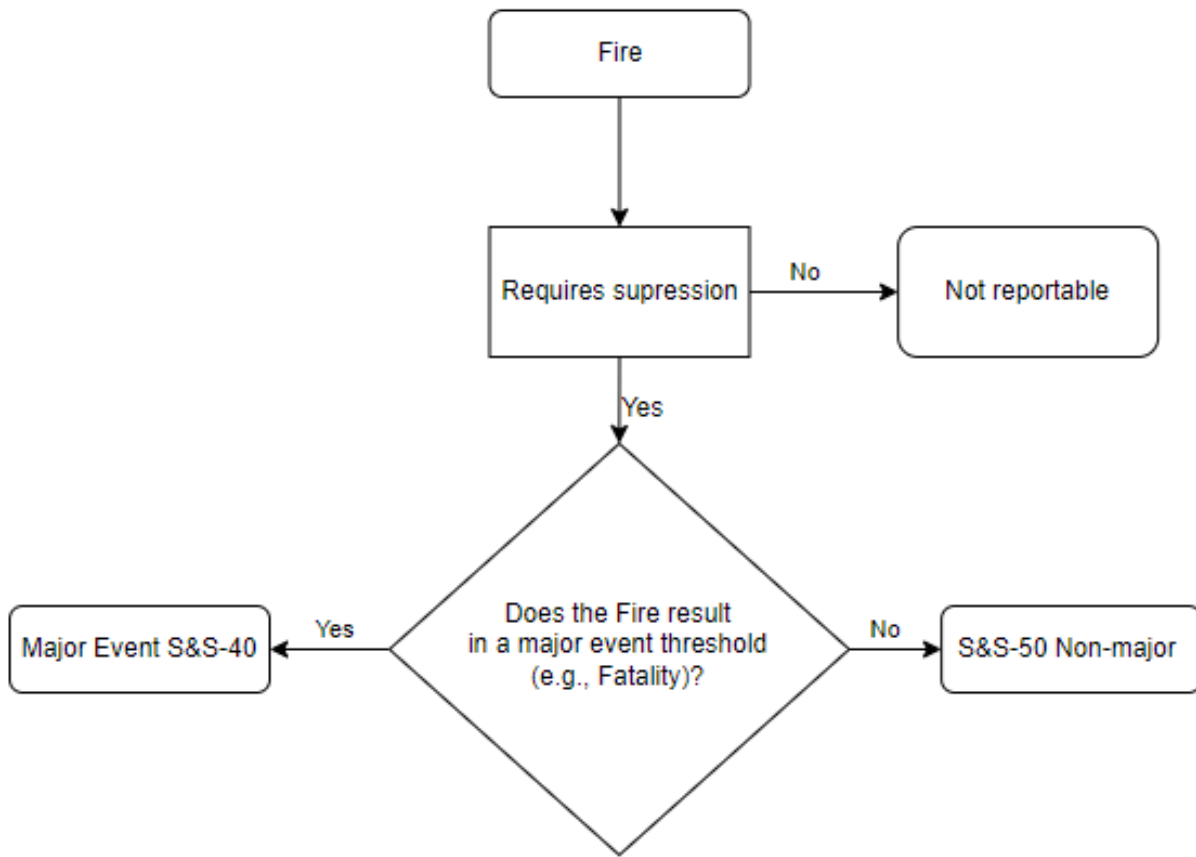 Fire
Requires supression
No
Not reportable
Yes
Does the Fire result
in a major event threshold
(e.g., Fatality)?
Yes
Major Event S&S-40
No
S&S-50 Non-major